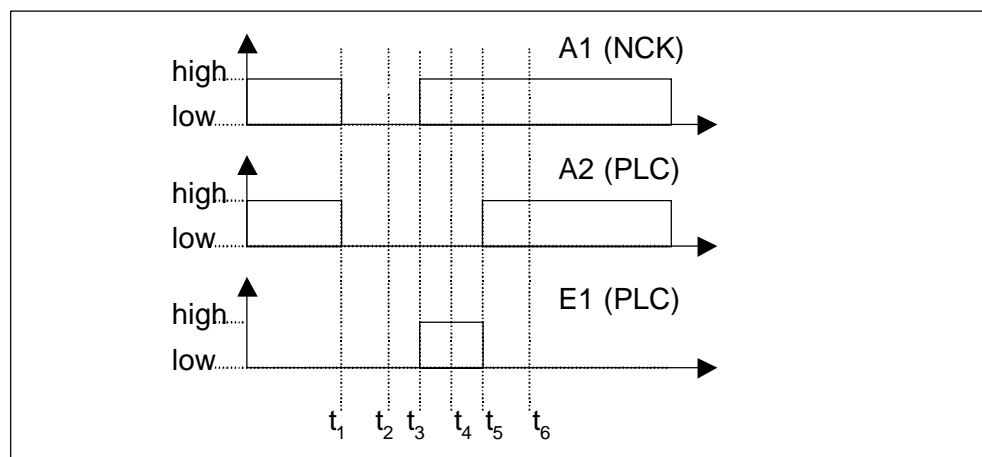 A1 (NCK)
high
low
A2 (PLC)
high
low
E1 (PLC)
high
low
t1 t2 t3 t4 t5 t6